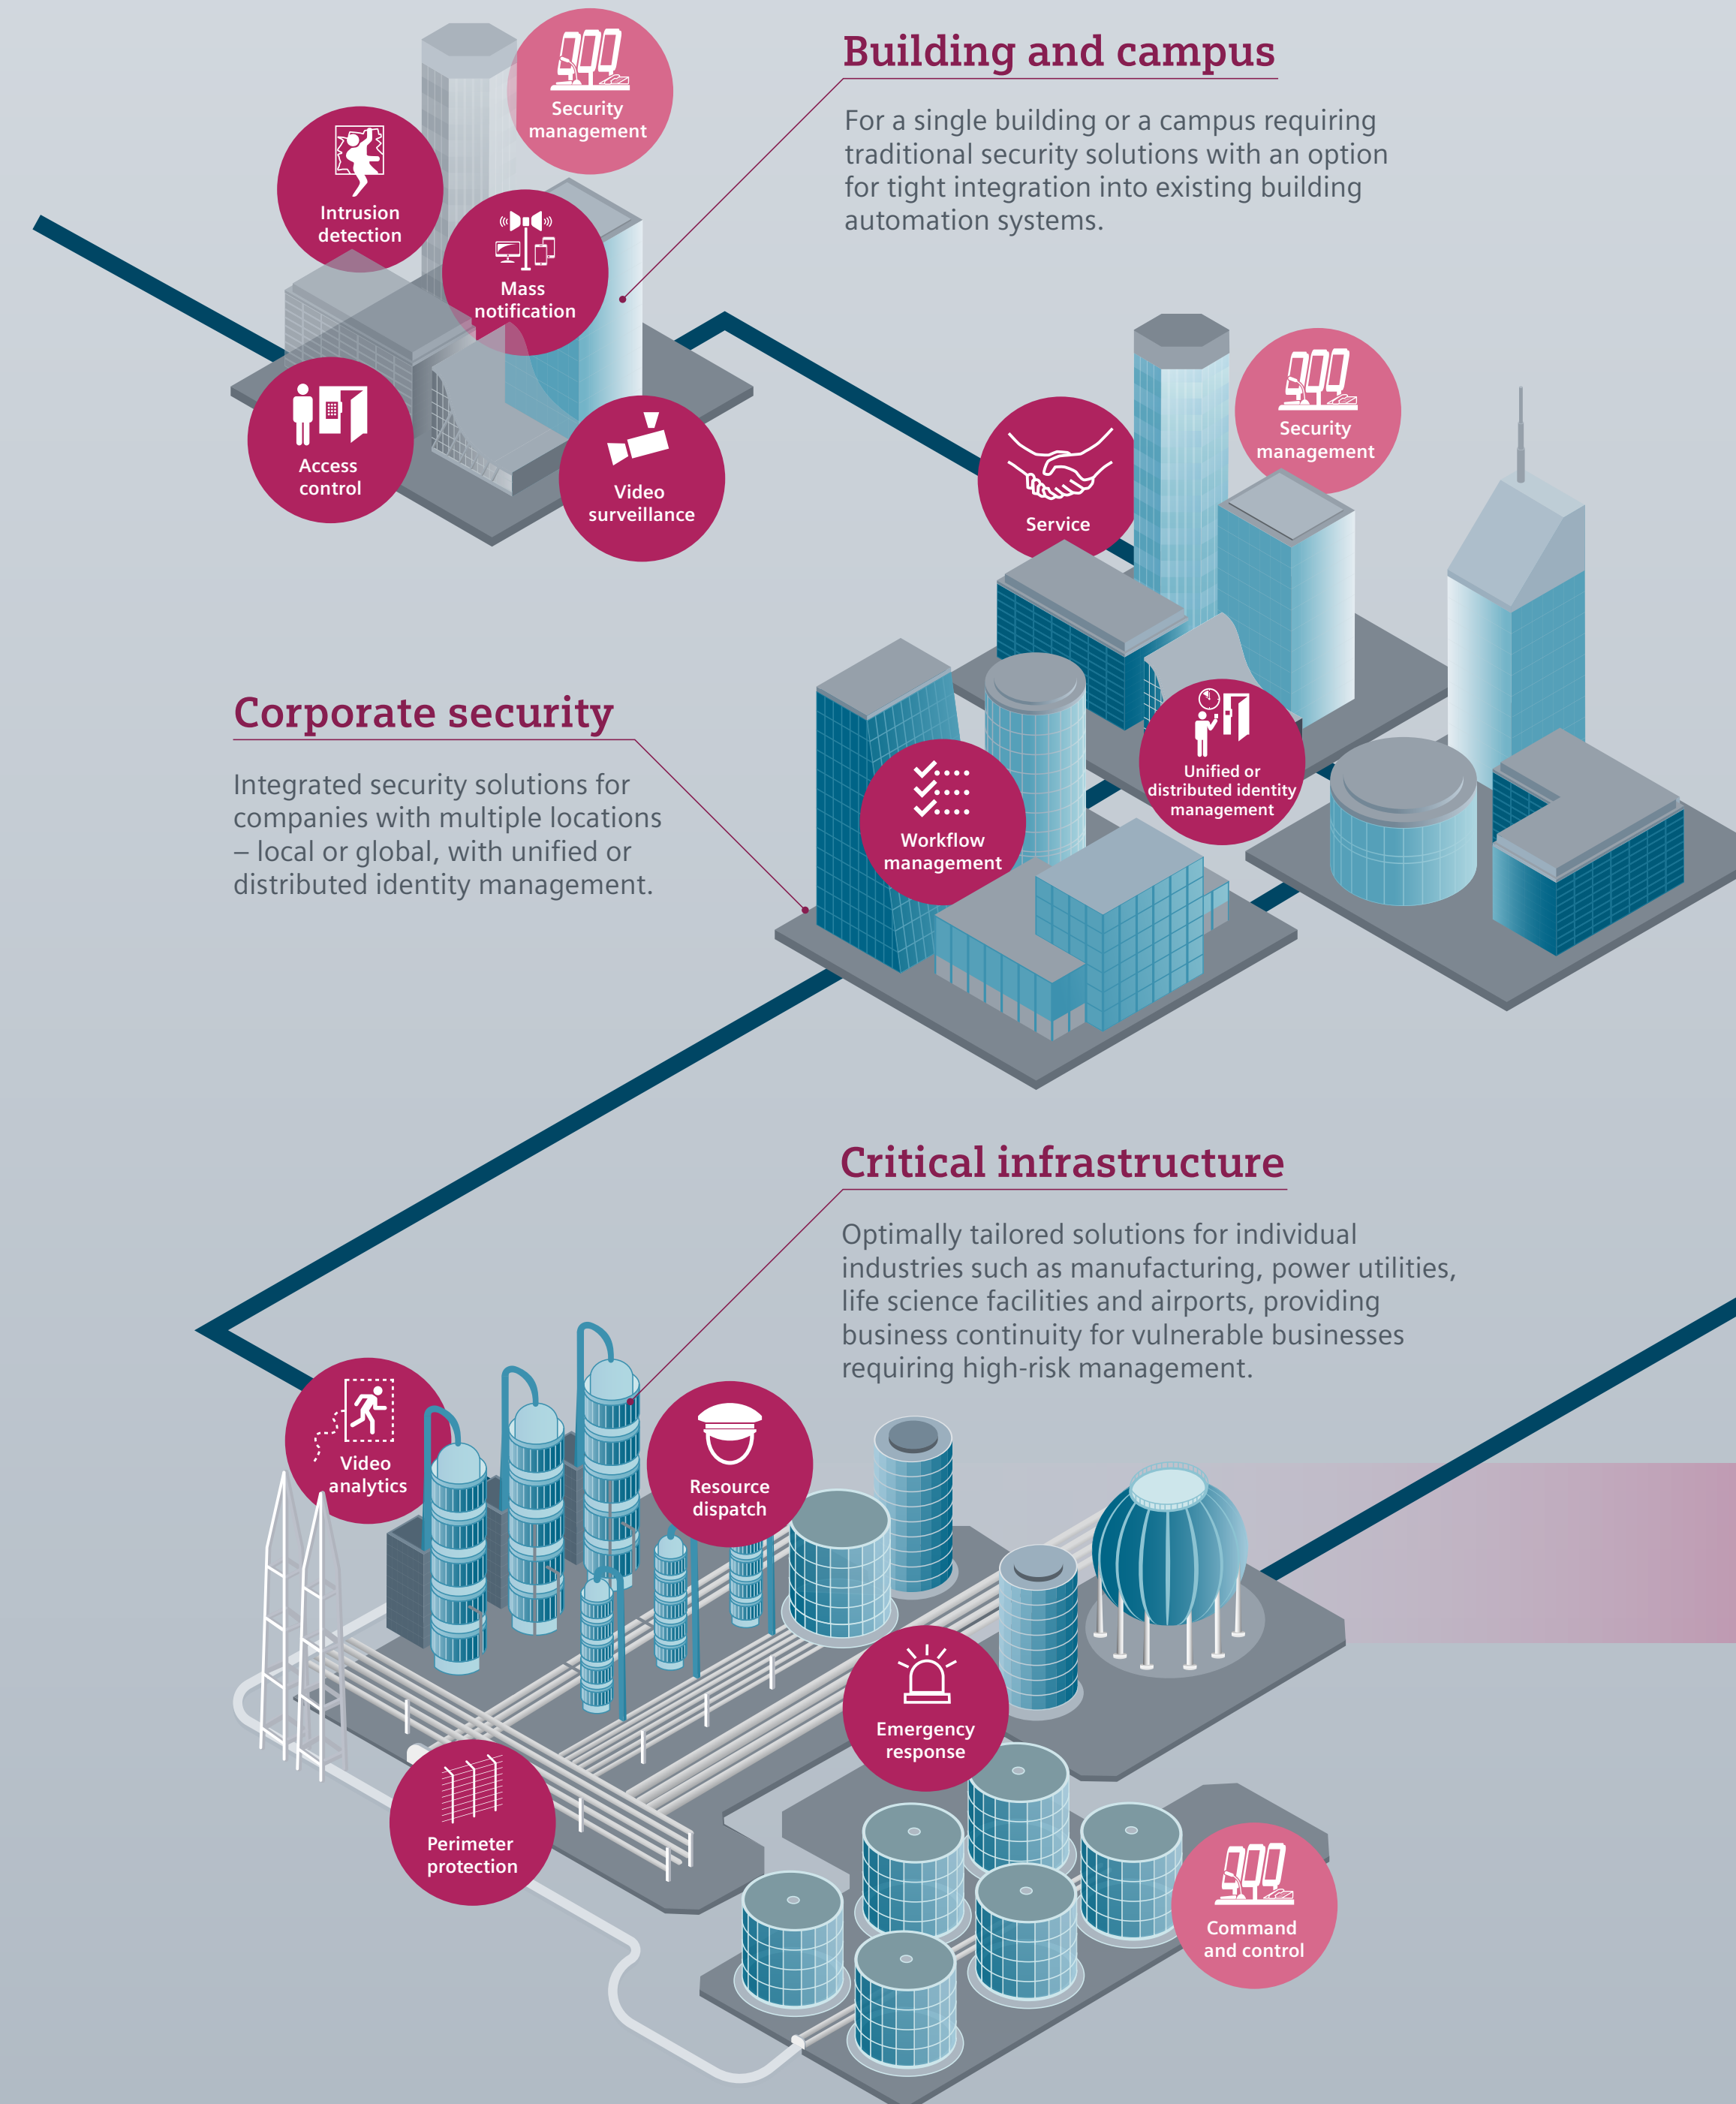 Building and campus
For a single building or a campus requiring
traditional security solutions with an option
for tight integration into existing building
automation systems.
Security
management
Intrusion
detection
Mass
notification
Access
control
Video
surveillance
Security
management
Service
Corporate security
Integrated security solutions for
companies with multiple locations
– local or global, with unified or
distributed identity management.
Unified or
distributed identity
management
Workflow
management
Critical infrastructure
Optimally tailored solutions for individual
industries such as manufacturing, power utilities,
life science facilities and airports, providing
business continuity for vulnerable businesses
requiring high-risk management.
Video
analytics
Resource
dispatch
Emergency
response
Perimeter
protection
Command
and control